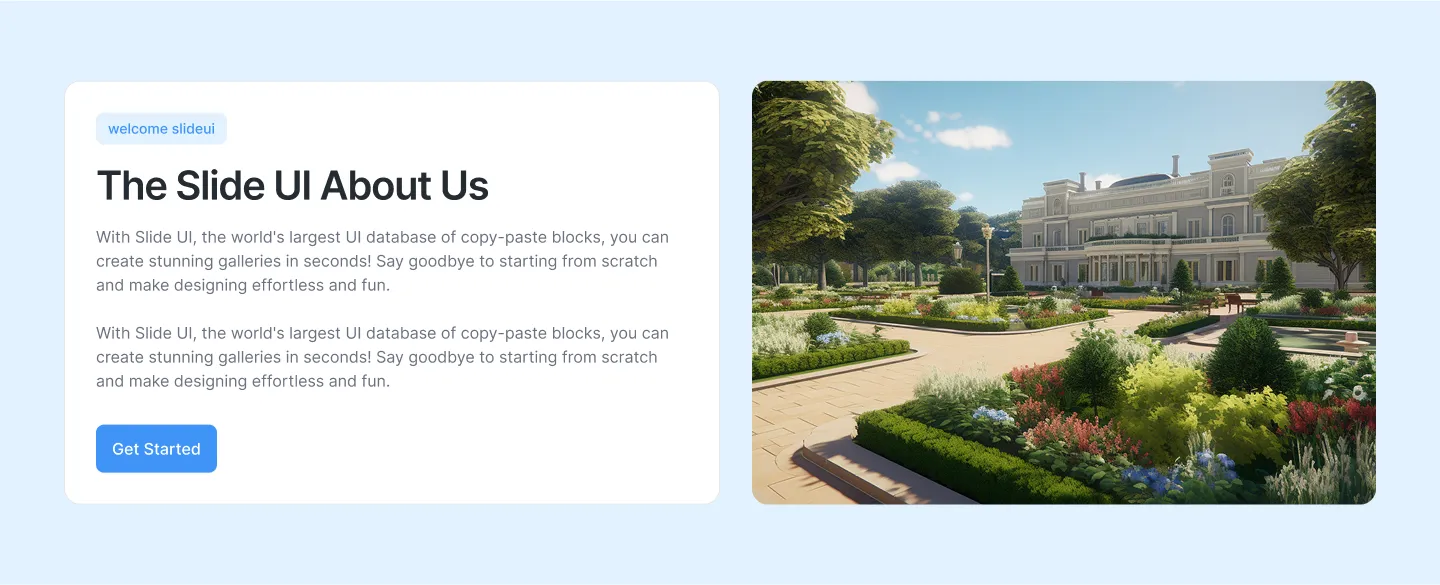 welcome slideui
The Slide UI About Us
With Slide UI, the world's largest UI database of copy-paste blocks, you can
create stunning galleries in seconds! Say goodbye to starting from scratch
and make designing effortless and fun.
With Slide UI, the world's largest UI database of copy-paste blocks, you can
create stunning galleries in seconds! Say goodbye to starting from scratch
and make designing effortless and fun.
Get Started